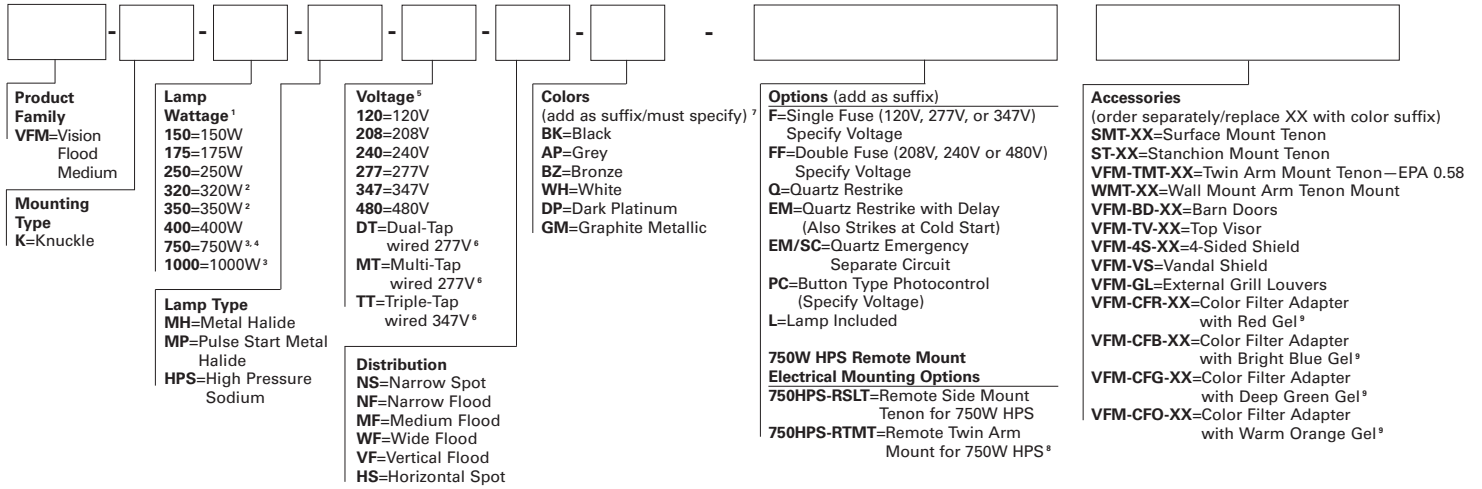 - - - - - - -
Product
Family
VFM=Vision
Flood
Medium
Mounting
Type
K=Knuckle
Lamp
Wattage ¹
150=150W
175=175W
250=250W
320=320W ²
350=350W ²
400=400W
750=750W ³, ⁴
1000=1000W ³
Lamp Type
MH=Metal Halide
MP=Pulse Start Metal
Halide
HPS=High Pressure
Sodium
Voltage ⁵
120=120V
208=208V
240=240V
277=277V
347=347V
480=480V
DT=Dual-Tap
wired 277V ⁶
MT=Multi-Tap
wired 277V ⁶
TT=Triple-Tap
wired 347V ⁶
Distribution
NS=Narrow Spot
NF=Narrow Flood
MF=Medium Flood
WF=Wide Flood
VF=Vertical Flood
HS=Horizontal Spot
Colors
(add as suffix/must specify) ⁷
BK=Black
AP=Grey
BZ=Bronze
WH=White
DP=Dark Platinum
GM=Graphite Metallic
Options (add as suffix)
F=Single Fuse (120V, 277V, or 347V)
Specify Voltage
FF=Double Fuse (208V, 240V or 480V)
Specify Voltage
Q=Quartz Restrike
EM=Quartz Restrike with Delay
(Also Strikes at Cold Start)
EM/SC=Quartz Emergency
Separate Circuit
PC=Button Type Photocontrol
(Specify Voltage)
L=Lamp Included
750W HPS Remote Mount
Electrical Mounting Options
750HPS-RSLT=Remote Side Mount
Tenon for 750W HPS
750HPS-RTMT=Remote Twin Arm
Mount for 750W HPS ⁸
Accessories
(order separately/replace XX with color suffix)
SMT-XX=Surface Mount Tenon
ST-XX=Stanchion Mount Tenon
VFM-TMT-XX=Twin Arm Mount Tenon—EPA 0.58
WMT-XX=Wall Mount Arm Tenon Mount
VFM-BD-XX=Barn Doors
VFM-TV-XX=Top Visor
VFM-4S-XX=4-Sided Shield
VFM-VS=Vandal Shield
VFM-GL=External Grill Louvers
VFM-CFR-XX=Color Filter Adapter
with Red Gel ⁹
VFM-CFB-XX=Color Filter Adapter
with Bright Blue Gel ⁹
VFM-CFG-XX=Color Filter Adapter
with Deep Green Gel ⁹
VFM-CFO-XX=Color Filter Adapter
with Warm Orange Gel ⁹